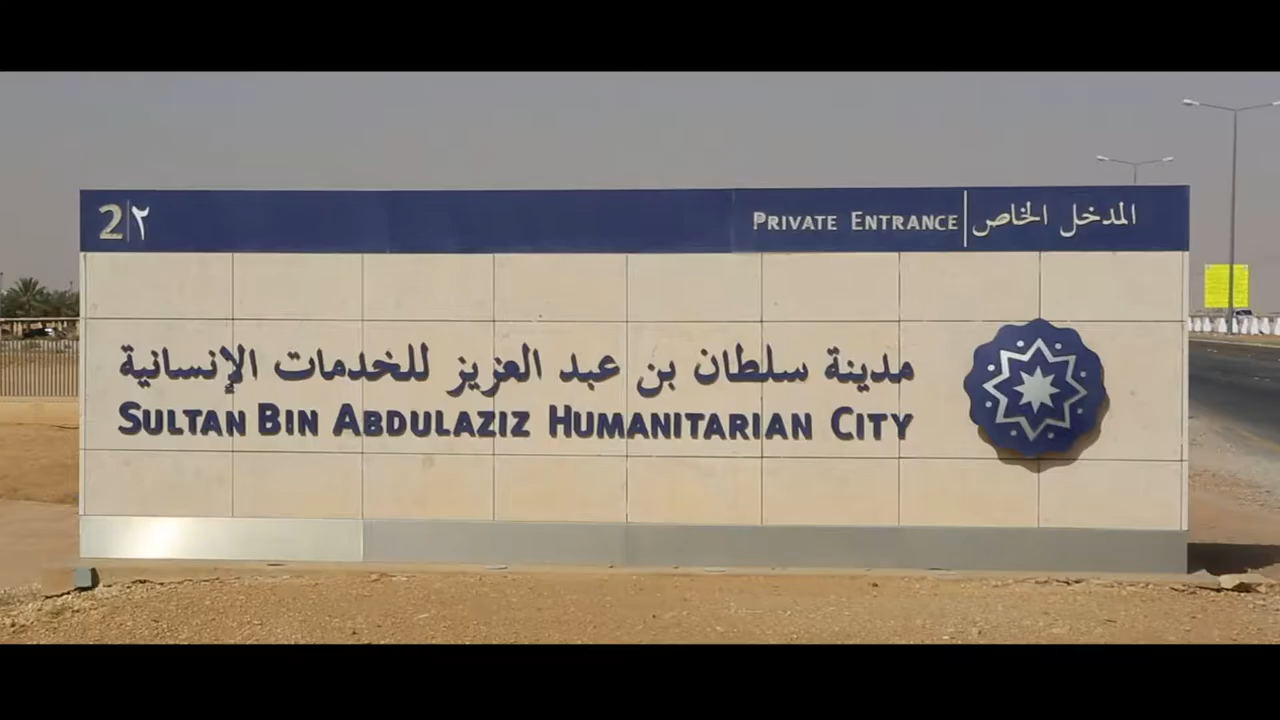 2|٢
PRIVATE ENTRANCE | المدخل الخاص
مدينة سلطان بن عبد العزيز للخدمات الإنسانية
SULTAN BIN ABDULAZIZ HUMANITARIAN CITY